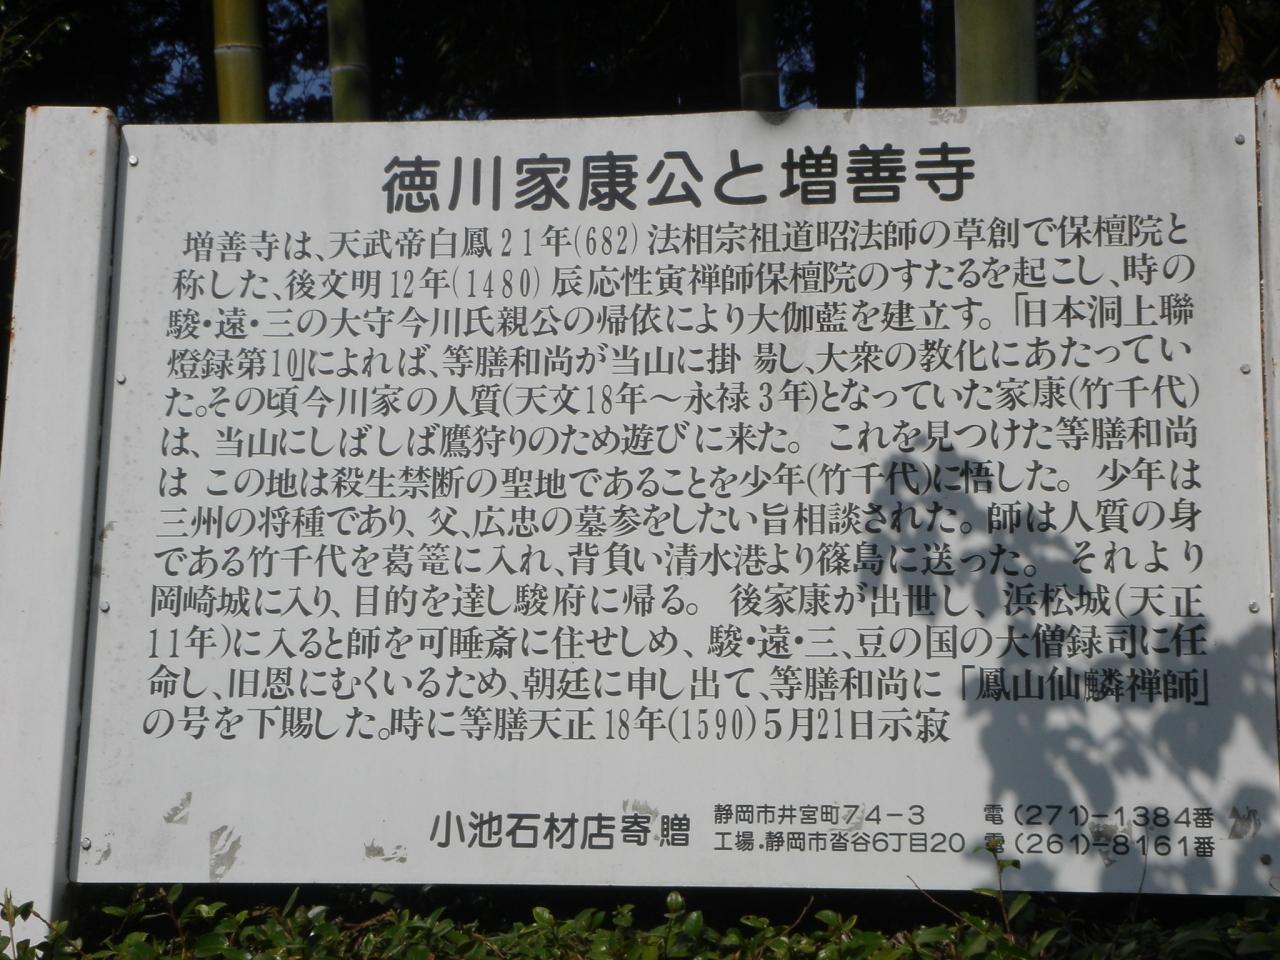 徳川家康公と増善寺
増善寺は、天武帝白鳳21年(682)法相宗祖道昭法師の草創で保檀院と
称した、後文明12年(1480)辰応性寅禅師保檀院のすたるを起こし、時の
駿・遠・三の大守今川氏親公の帰依により大伽藍を建立す。「日本洞上聯
燈録第10」によれば、等膳和尚が当山に掛 易し、大衆の教化にあたってい
た。その頃今川家の人質(天文18年〜永禄3年)となっていた家康(竹千代)
は、当山にしばしば鷹狩りのため遊びに来た。 これを見つけた等膳和尚
は この地は殺生禁断の聖地であることを少年(竹千代)に悟した。 少年は
三州の将種であり、父、広忠の墓参をしたい旨相談された。師は人質の身
である竹千代を葛篭に入れ、背負い清水港より篠島に送った。 それより
岡崎城に入り、目的を達し駿府に帰る。 後家康が出世し、浜松城(天正
11年)に入ると師を可睡斎に住せしめ、駿・遠・三、豆の国の大僧録司に任
命し、旧恩にむくいるため、朝廷に申し出て、等膳和尚に「鳳山仙麟禅師」
の号を下賜した。時に等膳天正18年(1590)5月21日示寂
小池石材店寄贈
静岡市井宮町74-3 電(271)-1384番
工場.静岡市沓谷6丁目20 電(261)-8161番